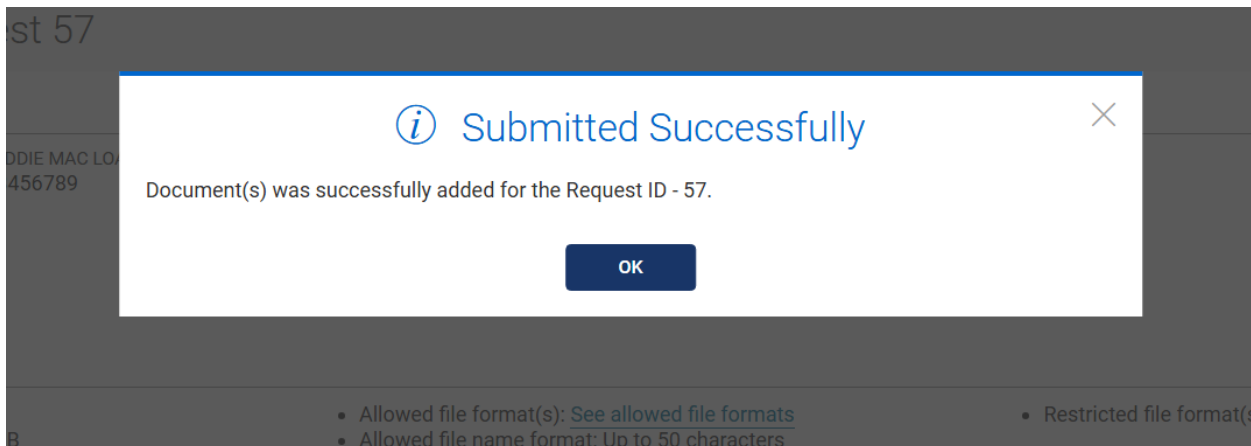 est 57
Submitted Successfully
DDIE MAC LOA
456789
Document(s) was successfully added for the Request ID - 57.
OK
Allowed file format(s): See allowed file formats
Restricted file format(s
B
Allowed file name format: Up to 50 characters